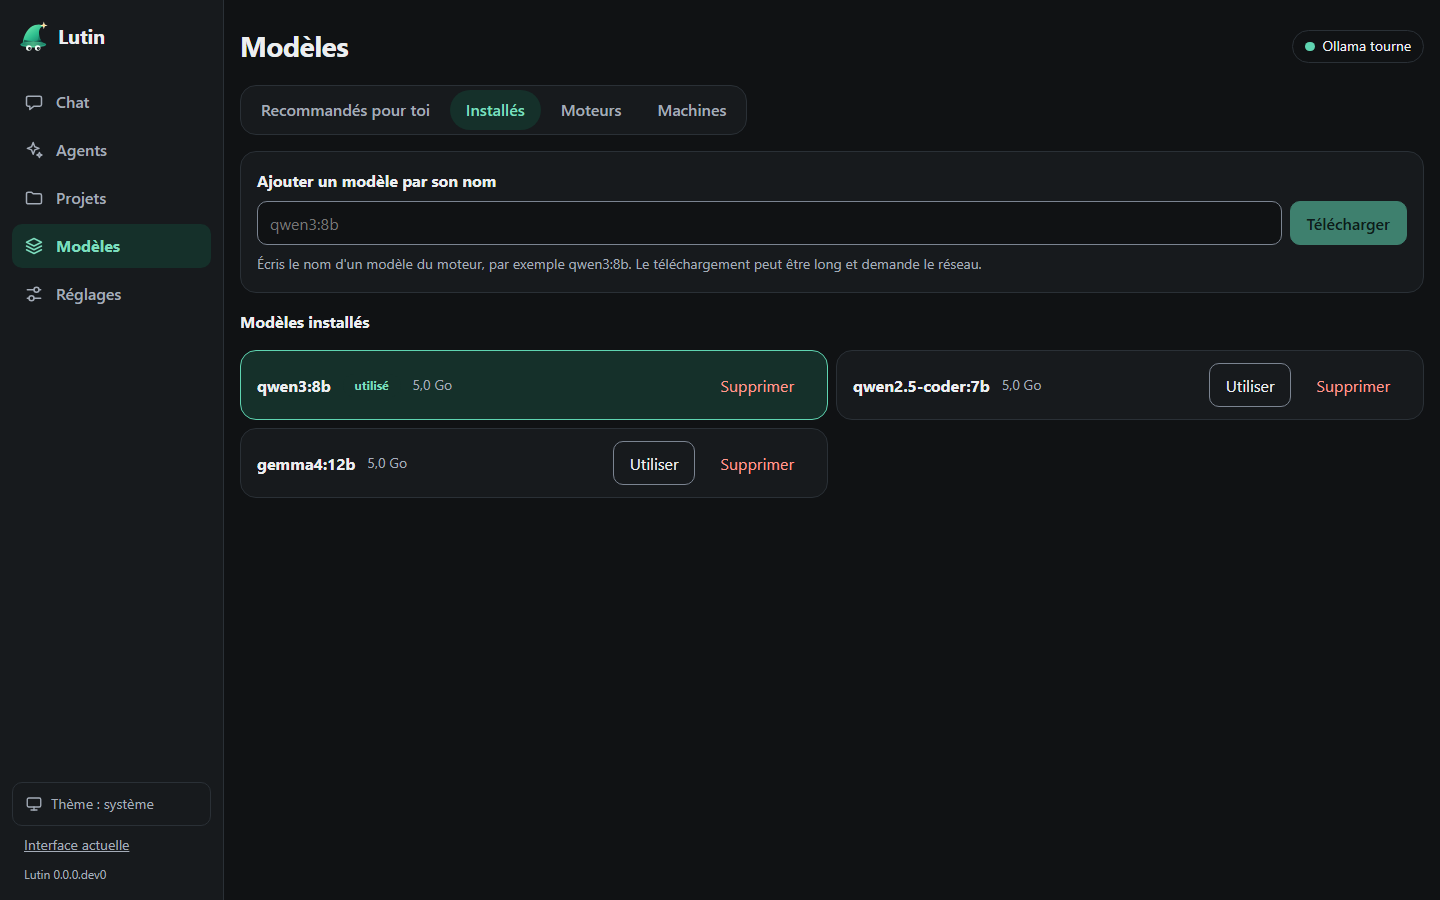 Lutin
Chat
Agents
Projets
Modèles
Réglages
Thème : système
Interface actuelle
Lutin 0.0.0.dev0
Modèles
Ollama tourne
Recommandés pour toi
Installés
Moteurs
Machines
Ajouter un modèle par son nom
qwen3:8b
Télécharger
Écris le nom d'un modèle du moteur, par exemple qwen3:8b. Le téléchargement peut être long et demande le réseau.
Modèles installés
qwen3:8b utilisé 5,0 Go Supprimer
qwen2.5-coder:7b 5,0 Go Utiliser Supprimer
gemma4:12b 5,0 Go Utiliser Supprimer